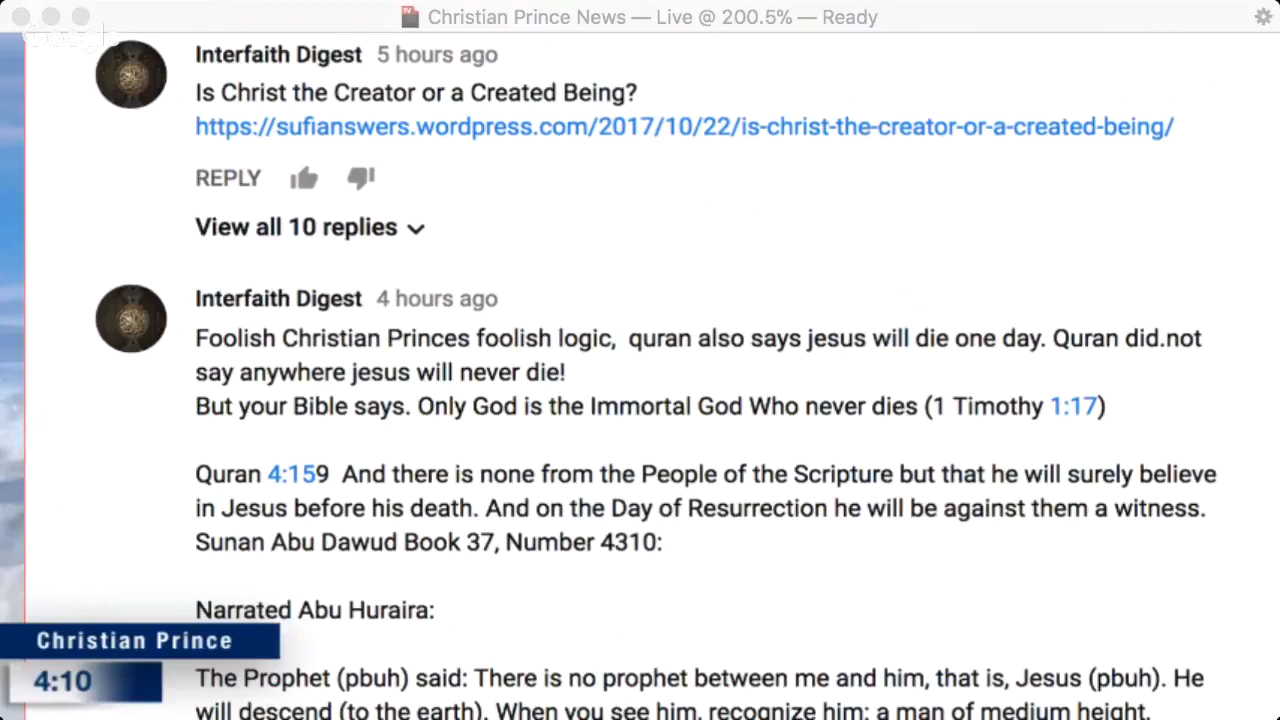 Christian Prince News — Live @ 200.5% — Ready
Google
Interfaith Digest 5 hours ago
Is Christ the Creator or a Created Being?
https://sufianswers.wordpress.com/2017/10/22/is-christ-the-creator-or-a-created-being/
REPLY
View all 10 replies
Interfaith Digest 4 hours ago
Foolish Christian Princes foolish logic, quran also says jesus will die one day. Quran did.not
say anywhere jesus will never die!
But your Bible says. Only God is the Immortal God Who never dies (1 Timothy 1:17)
Quran 4:159 And there is none from the People of the Scripture but that he will surely believe
in Jesus before his death. And on the Day of Resurrection he will be against them a witness.
Sunan Abu Dawud Book 37, Number 4310:
Narrated Abu Huraira:
Christian Prince
4:10
The Prophet (pbuh) said: There is no prophet between me and him, that is, Jesus (pbuh). He
will descend (to the earth). When you see him, recognize him: a man of medium height,